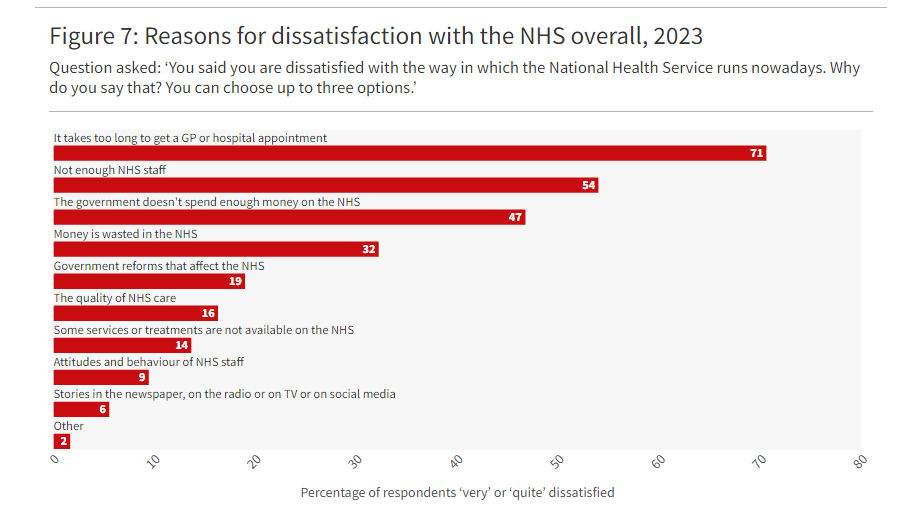 Figure 7: Reasons for dissatisfaction with the NHS overall, 2023
Question asked: ‘You said you are dissatisfied with the way in which the National Health Service runs nowadays. Why
do you say that? You can choose up to three options.’
It takes too long to get a GP or hospital appointment
71
Not enough NHS staff
54
The government doesn't spend enough money on the NHS
47
Money is wasted in the NHS
32
Government reforms that affect the NHS
19
The quality of NHS care
16
Some services or treatments are not available on the NHS
14
Attitudes and behaviour of NHS staff
9
Stories in the newspaper, on the radio or on TV or on social media
6
Other
2
0 10 20 30 40 50 60 70 80
Percentage of respondents ‘very’ or ‘quite’ dissatisfied